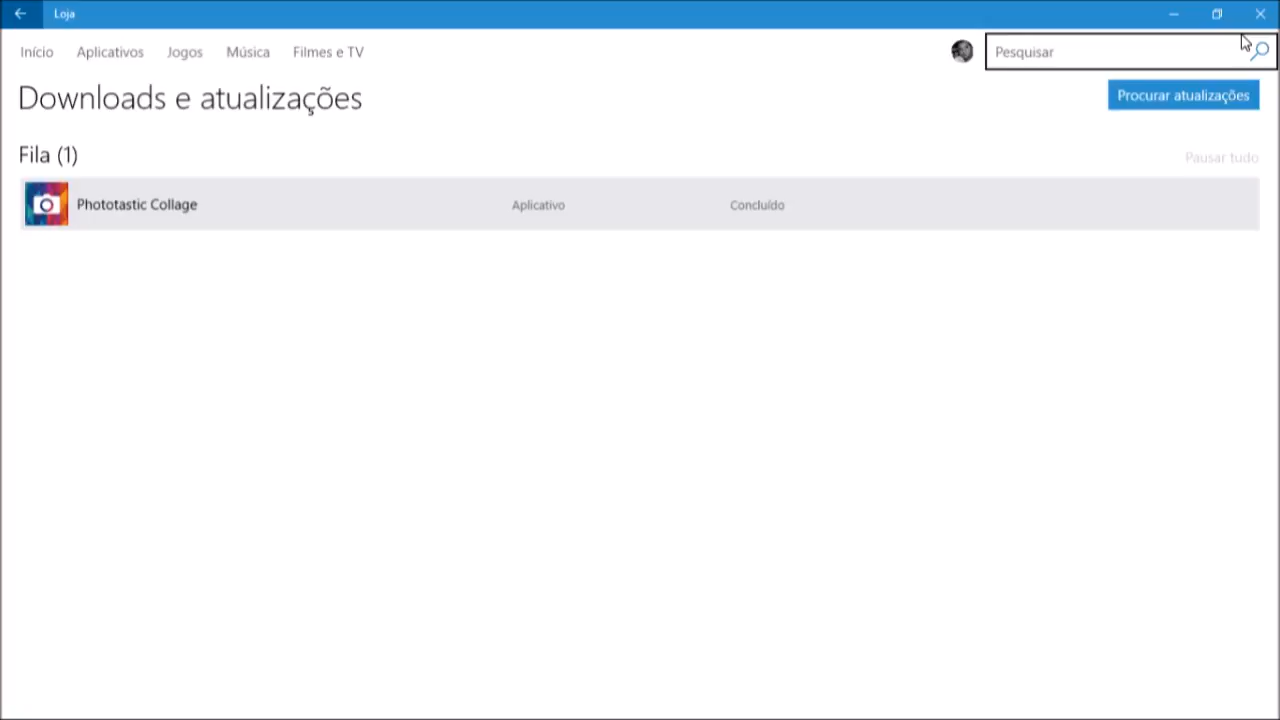 Loja
Início Aplicativos Jogos Música Filmes e TV Pesquisar
Downloads e atualizações Procurar atualizações
Fila (1) Pausar tudo
Phototastic Collage Aplicativo Concluído